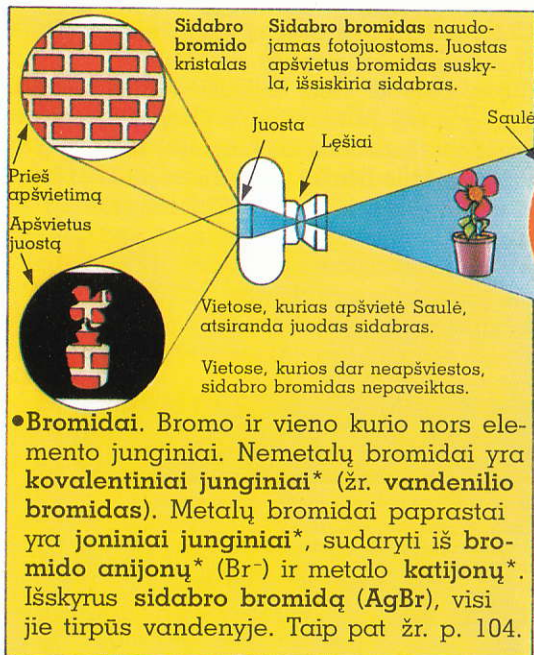 Sidabro
bromido
kristalas
Sidabro bromidas naudo-
jamas fotojuostoms. Juostas
apšvietus bromidas susky-
la, išsiskiria sidabras.
Juosta
Lęšiai
Saulė
Prieš
apšvietimą
Apšvietus
juostą
Vietose, kurias apšvietė Saulė,
atsiranda juodas sidabras.
Vietose, kurios dar neapšviestos,
sidabro bromidas nepaveiktas.
•Bromidai. Bromo ir vieno kurio nors ele-
mento junginiai. Nemetalų bromidai yra
kovalentiniai junginiai* (žr. vandenilio
bromidas). Metalų bromidai paprastai
yra joniniai junginiai*, sudaryti iš bro-
mido anijonų* (Br⁻) ir metalo katijonų*.
Išskyrus sidabro bromidą (AgBr), visi
jie tirpūs vandenyje. Taip pat žr. p. 104.